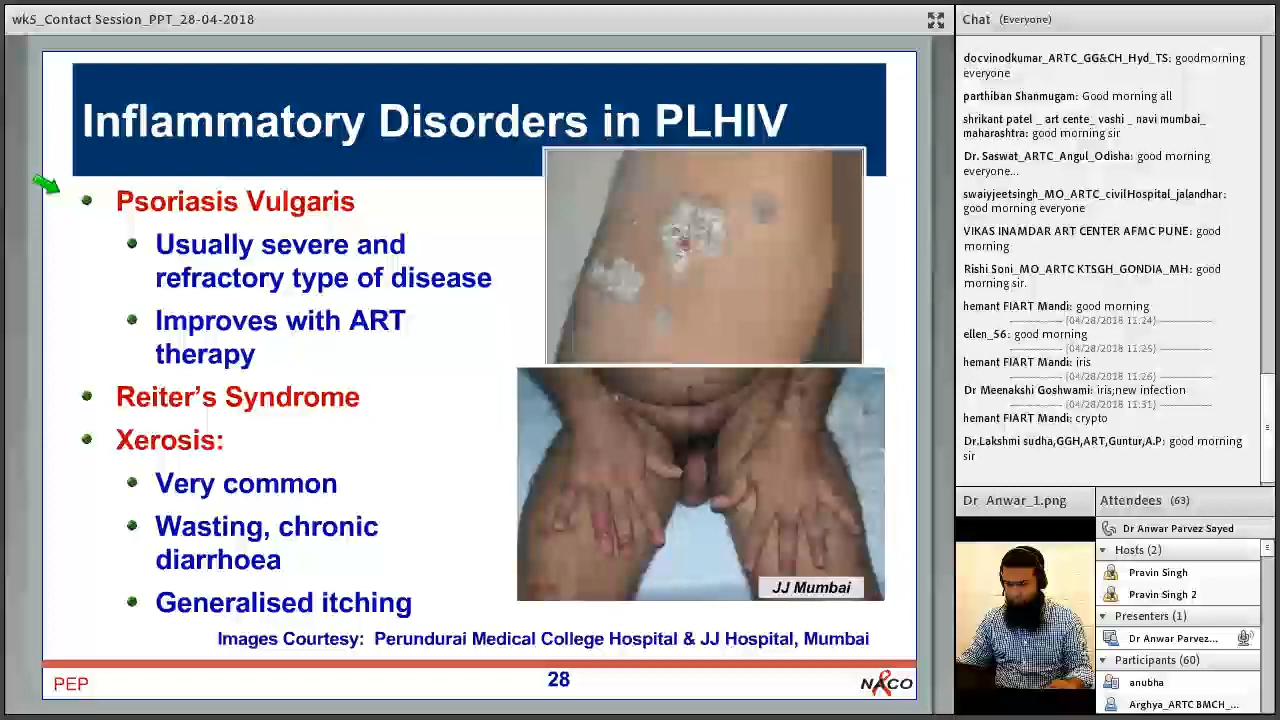 wk5_Contact Session_PPT_28-04-2018
Inflammatory Disorders in PLHIV
Psoriasis Vulgaris
Usually severe and
refractory type of disease
Improves with ART
therapy
Reiter's Syndrome
Xerosis:
Very common
Wasting, chronic
diarrhoea
Generalised itching
JJ Mumbai
Images Courtesy: Perundurai Medical College Hospital & JJ Hospital, Mumbai
PEP
28
NACO
Chat (Everyone)
docvinodkumar_ARTC_GG&CH_Hyd_TS: goodmorning
everyone
parthiban Shanmugam: Good morning all
shrikant patel _ art cente_ vashi _ navi mumbai_
maharashtra: good morning sir
Dr. Saswat_ARTC_Angul_Odisha: good morning
everyone...
swaiyjeetsingh_MO_ARTC_civilHospital_jalandhar:
good morning everyone
VIKAS INAMDAR ART CENTER AFMC PUNE: good
morning
Rishi Soni_MO_ARTC KTSGH_GONDIA_MH: good
morning sir.
hemant FIART Mandi: good morning
(04/28/2018 11:24)
ellen_56: good morning
(04/28/2018 11:25)
hemant FIART Mandi: iris
(04/28/2018 11:26)
Dr Meenakshi Goshwami: iris;new infection
(04/28/2018 11:31)
hemant FIART Mandi: crypto
Dr.Lakshmi sudha,GGH,ART,Guntur,A.P: good morning
sir
Dr_Anwar_1.png
Attendees (63)
Dr Anwar Parvez Sayed
Hosts (2)
Pravin Singh
Pravin Singh 2
Presenters (1)
Dr Anwar Parvez...
Participants (60)
anubha
Arghya_ARTC BMCH_...